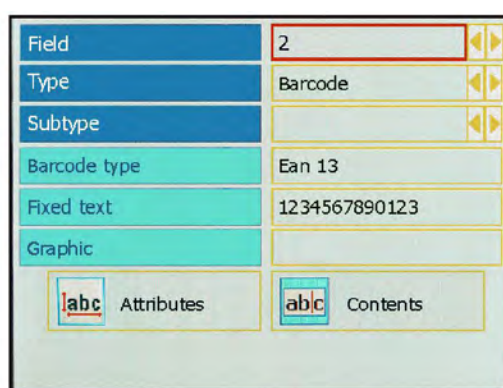 Field 2
Type Barcode
Subtype
Barcode type Ean 13
Fixed text 1234567890123
Graphic
abc Attributes abc Contents